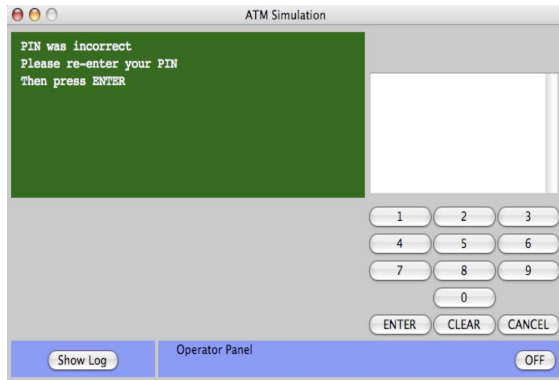 ATM Simulation
PIN was incorrect
Please re-enter your PIN
Then press ENTER
1 2 3
4 5 6
7 8 9
0
ENTER CLEAR CANCEL
Show Log Operator Panel OFF